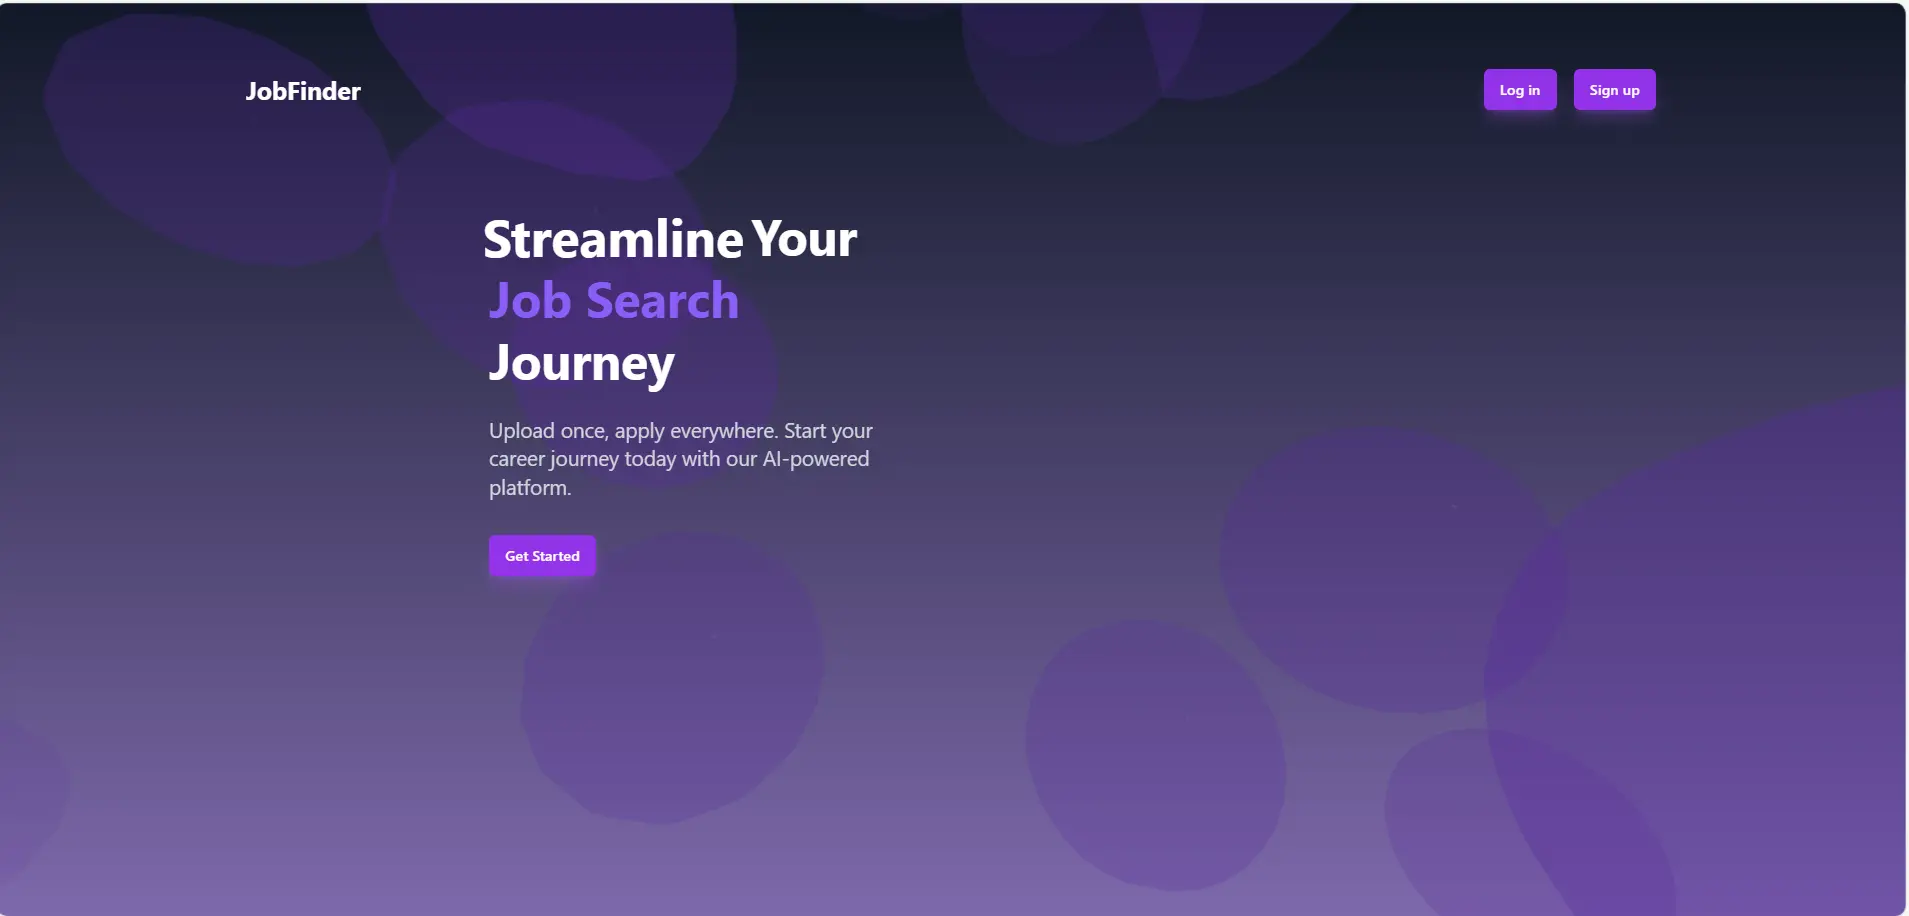 JobFinder
Log in
Sign up
Streamline Your
Job Search
Journey
Upload once, apply everywhere. Start your
career journey today with our AI-powered
platform.
Get Started